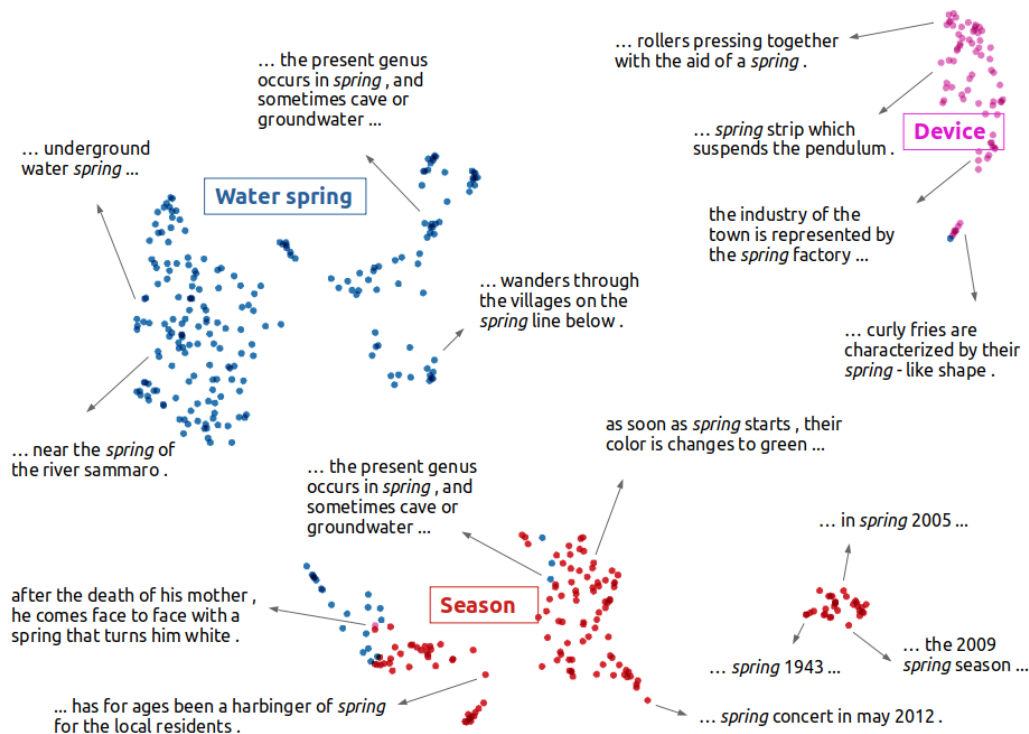 … the present genus
occurs in spring , and
sometimes cave or
groundwater ...
… rollers pressing together
with the aid of a spring .
… underground
water spring ...
Water spring
… spring strip which
suspends the pendulum .
Device
the industry of the
town is represented by
the spring factory ...
… wanders through
the villages on the
spring line below .
… curly fries are
characterized by their
spring - like shape .
… near the spring of
the river sammaro .
as soon as spring starts , their
color is changes to green ...
… the present genus
occurs in spring , and
sometimes cave or
groundwater ...
… in spring 2005 ...
after the death of his mother ,
he comes face to face with a
spring that turns him white .
Season
… spring 1943 ...
… the 2009
spring season ...
... has for ages been a harbinger of spring
for the local residents .
… spring concert in may 2012 .